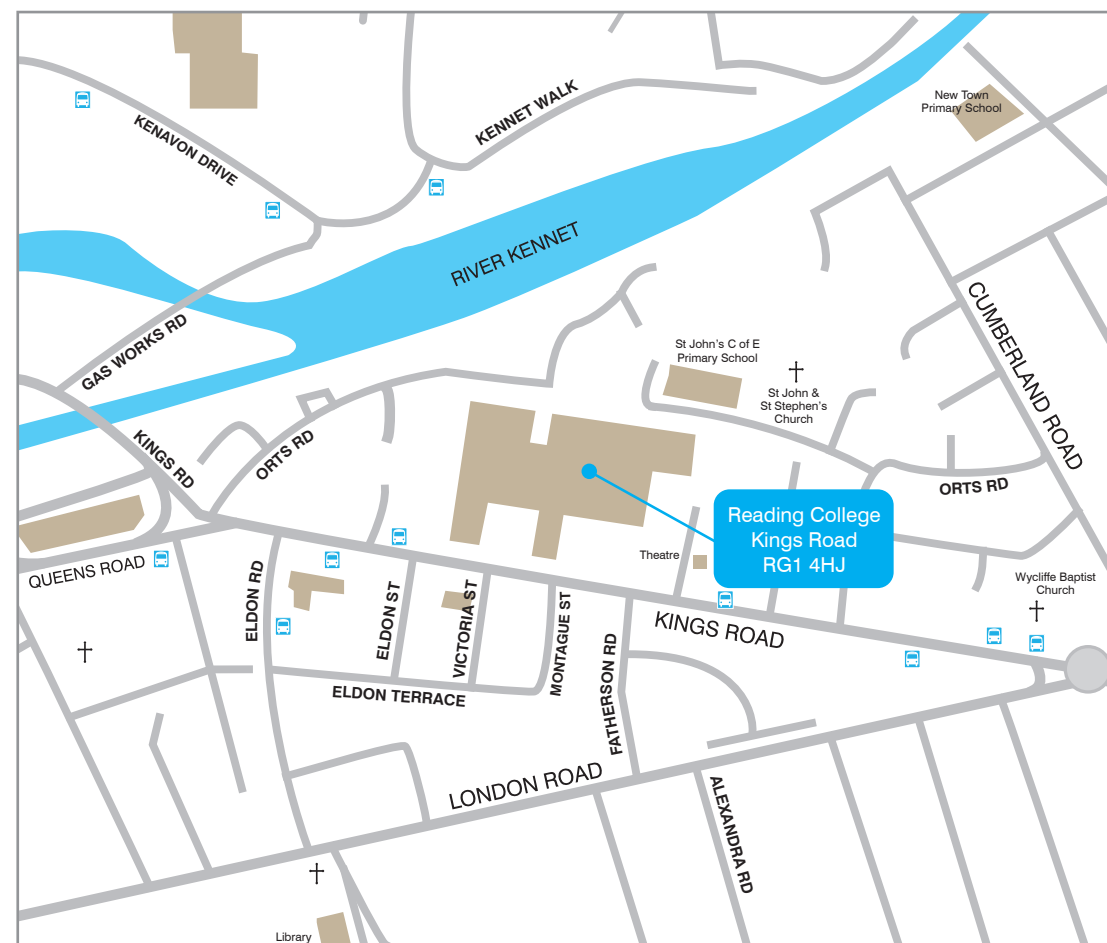 New Town
Primary School
KENNET WALK
KENAVON DRIVE
RIVER KENNET
CUMBERLAND ROAD
GAS WORKS RD
St John's C of E
Primary School
St John &
St Stephen's
Church
KINGS RD
ORTS RD
ORTS RD
Reading College
Kings Road
RG1 4HJ
Theatre
QUEENS ROAD
Wycliffe Baptist
Church
ELDON RD
ELDON ST
VICTORIA ST
MONTAGUE ST
KINGS ROAD
FATHERSON RD
ELDON TERRACE
LONDON ROAD
ALEXANDRA RD
Library